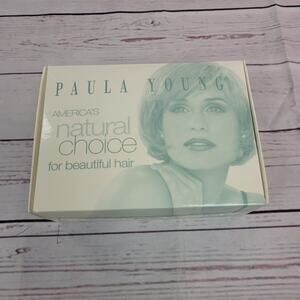 PAULA YOUNG
AMERICA'S
natural
choice
for beautiful hair